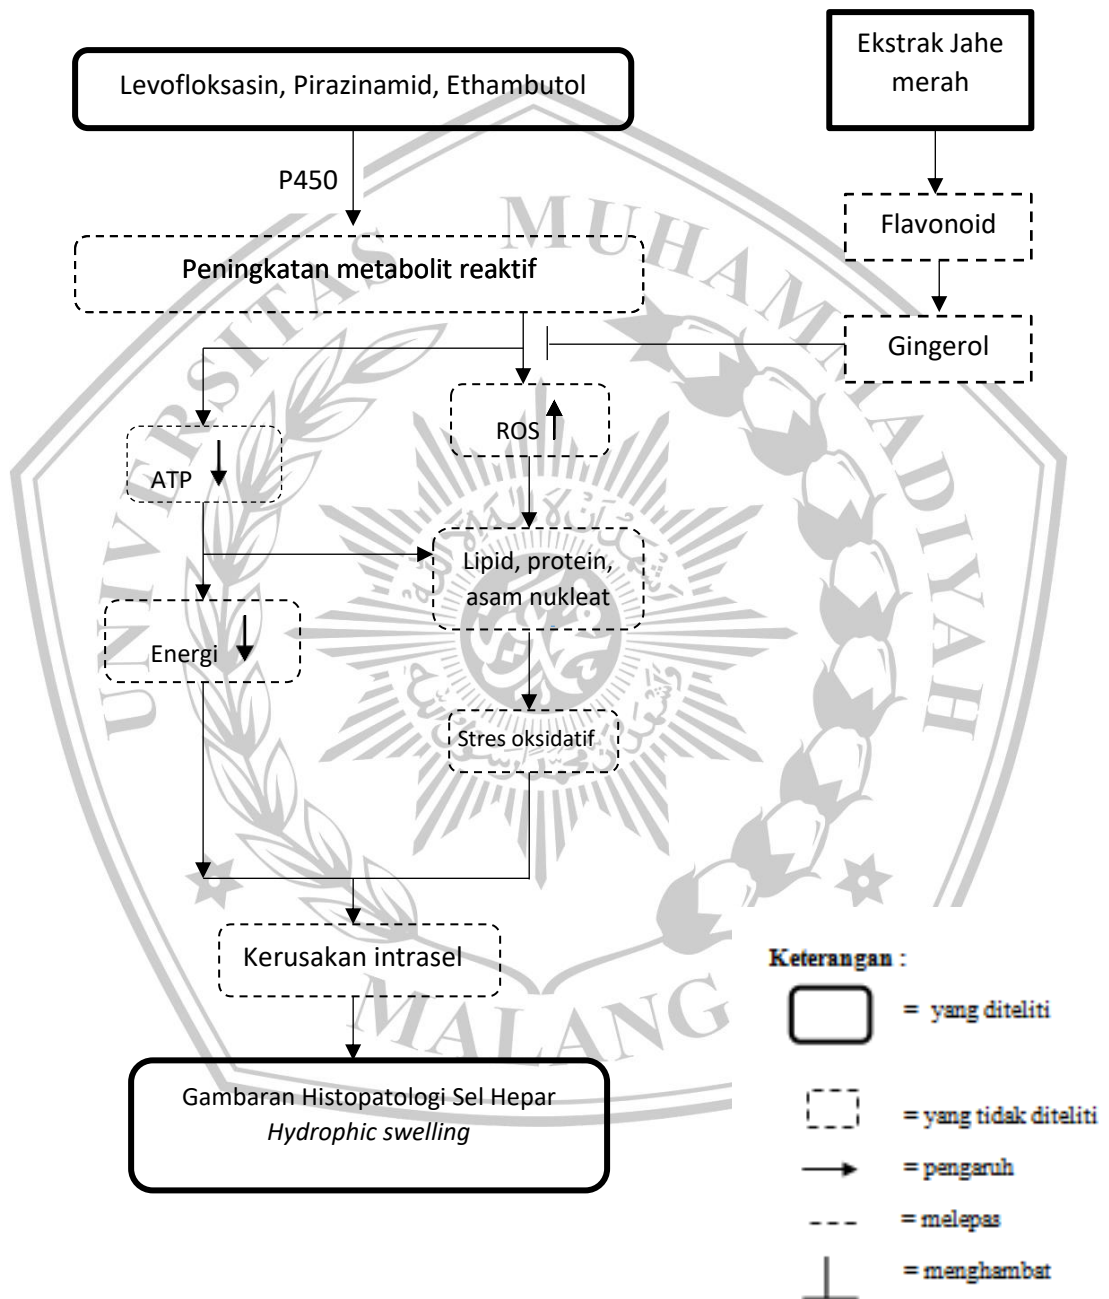 Ekstrak Jahe
merah
Levofloksasin, Pirazinamid, Ethambutol
P450
Flavonoid
Peningkatan metabolit reaktif
Gingerol
ROS
ATP
Lipid, protein,
asam nukleat
Energi
Stres oksidatif
Kerusakan intrasel
Gambaran Histopatologi Sel Hepar
Hydrophic swelling
Keterangan :
= yang diteliti
= yang tidak diteliti
= pengaruh
= melepas
= menghambat
UNIVERSITAS MUHAMMADIYAH
MALANG